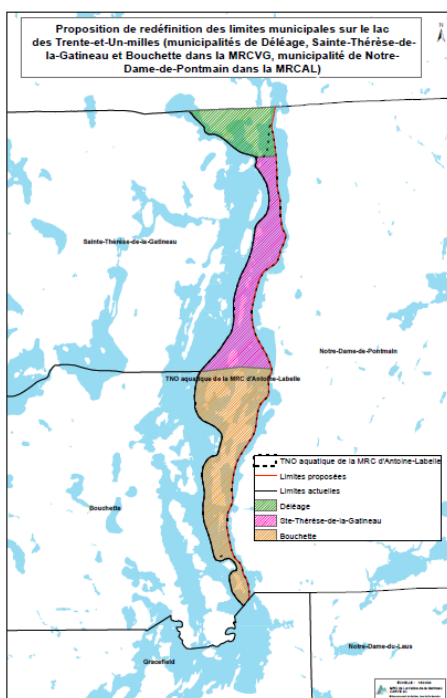 Proposition de redéfinition des limites municipales sur le lac
des Trente-et-Un-milles (municipalités de Déléage, Sainte-Thérèse-de-
la-Gatineau et Bouchette dans la MRCVG, municipalité de Notre-
Dame-de-Pontmain dans la MRCAL)
N
Sainte-Thérèse-de-la-Gatineau
Notre-Dame-de-Pontmain
TNO aquatique de la MRC d'Antoine-Labelle
TNO aquatique de la MRC d'Antoine-Labelle
Limites proposées
Limites actuelles
Déléage
Ste-Thérèse-de-la-Gatineau
Bouchette
Bouchette
Notre-Dame-du-Laus
Gracefield